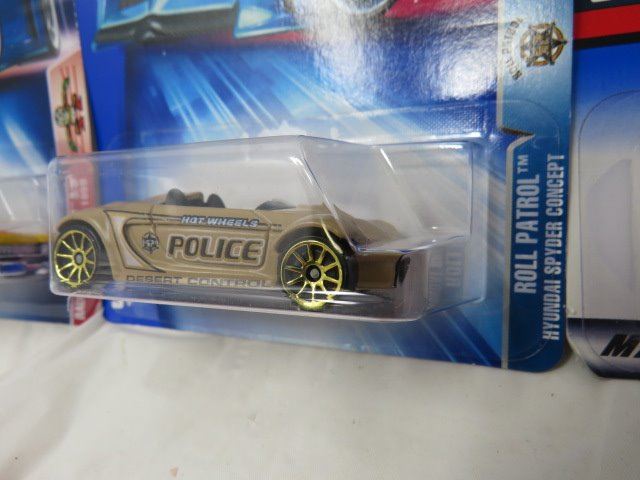 HOT WHEELS
POLICE
DESERT CONTROL
ROLL PATROL™
HYUNDAI SPYDER CONCEPT